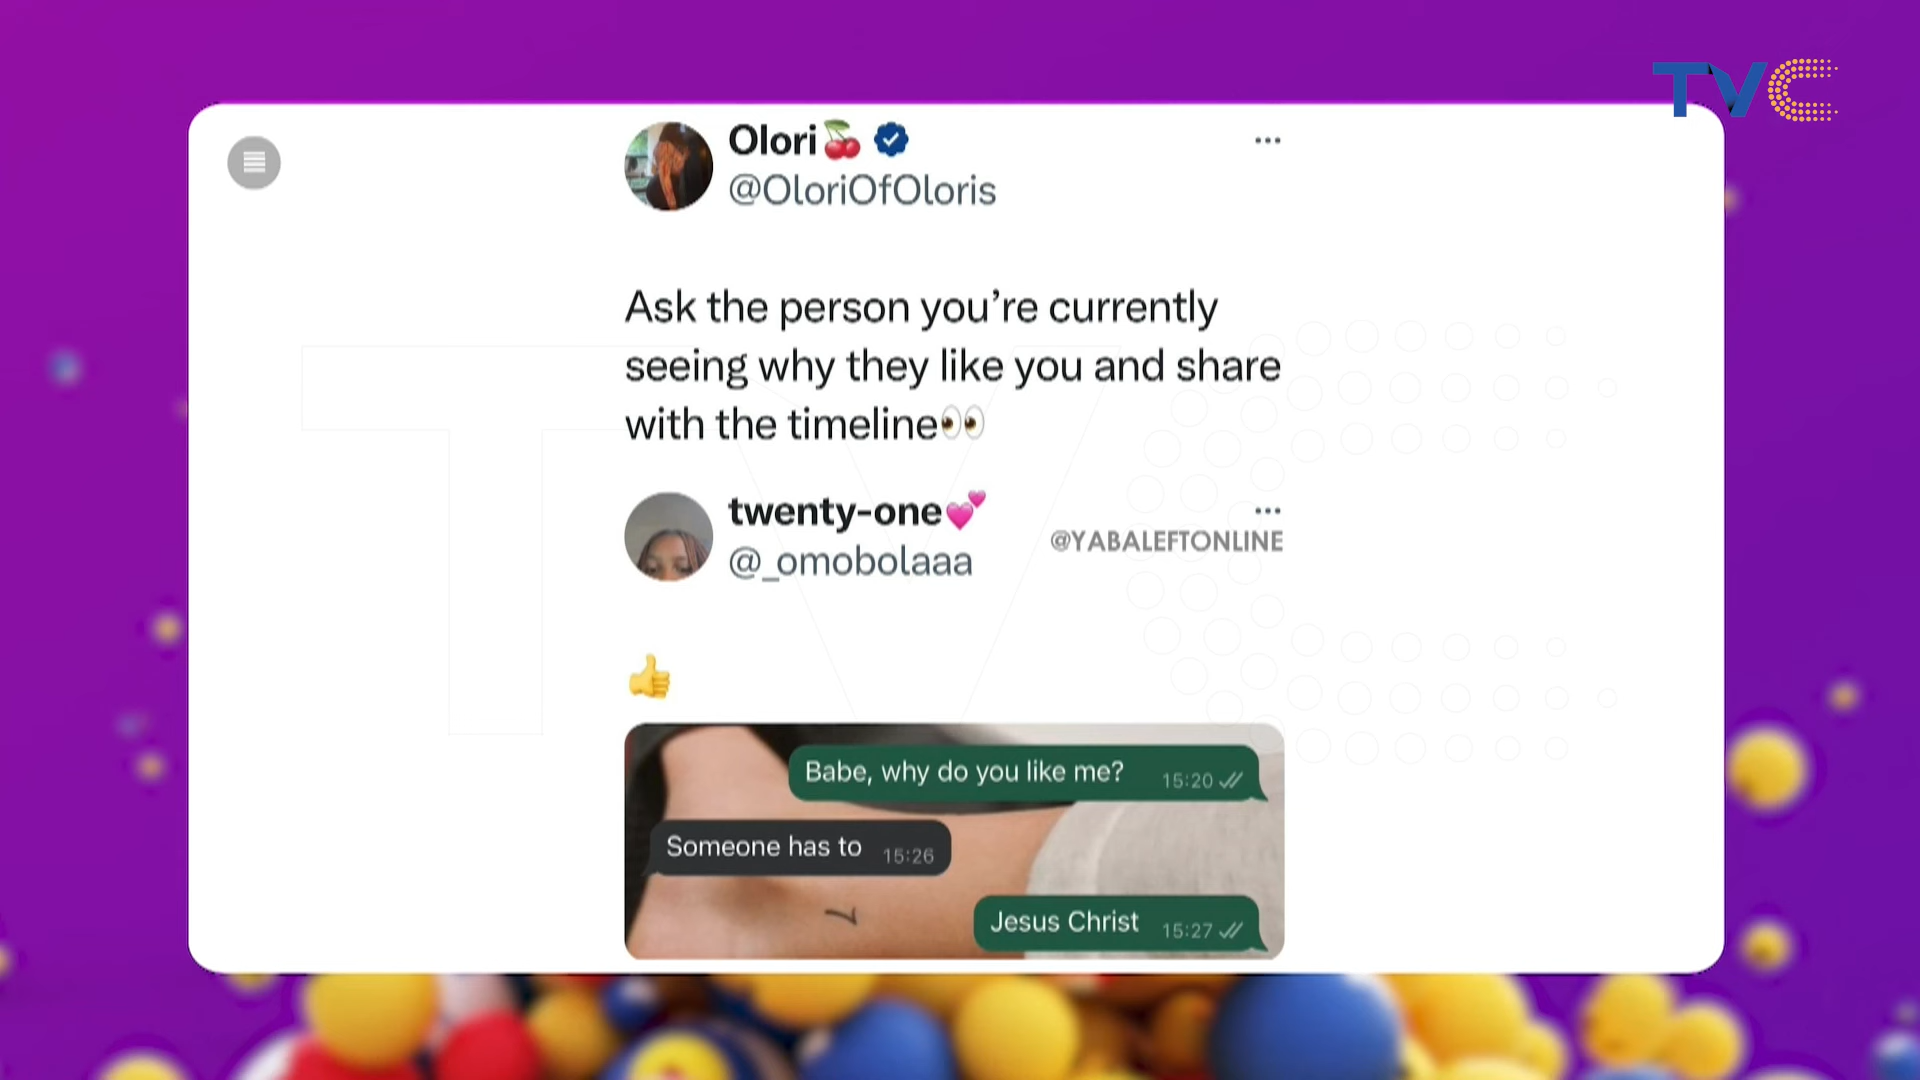 TVC
Olori🍒
@OloriOfOloris
Ask the person you’re currently
seeing why they like you and share
with the timeline👀
twenty-one💕
@_omobolaaa
@YABALEFTONLINE
👍
Babe, why do you like me? 15:20
Someone has to 15:26
Jesus Christ 15:27